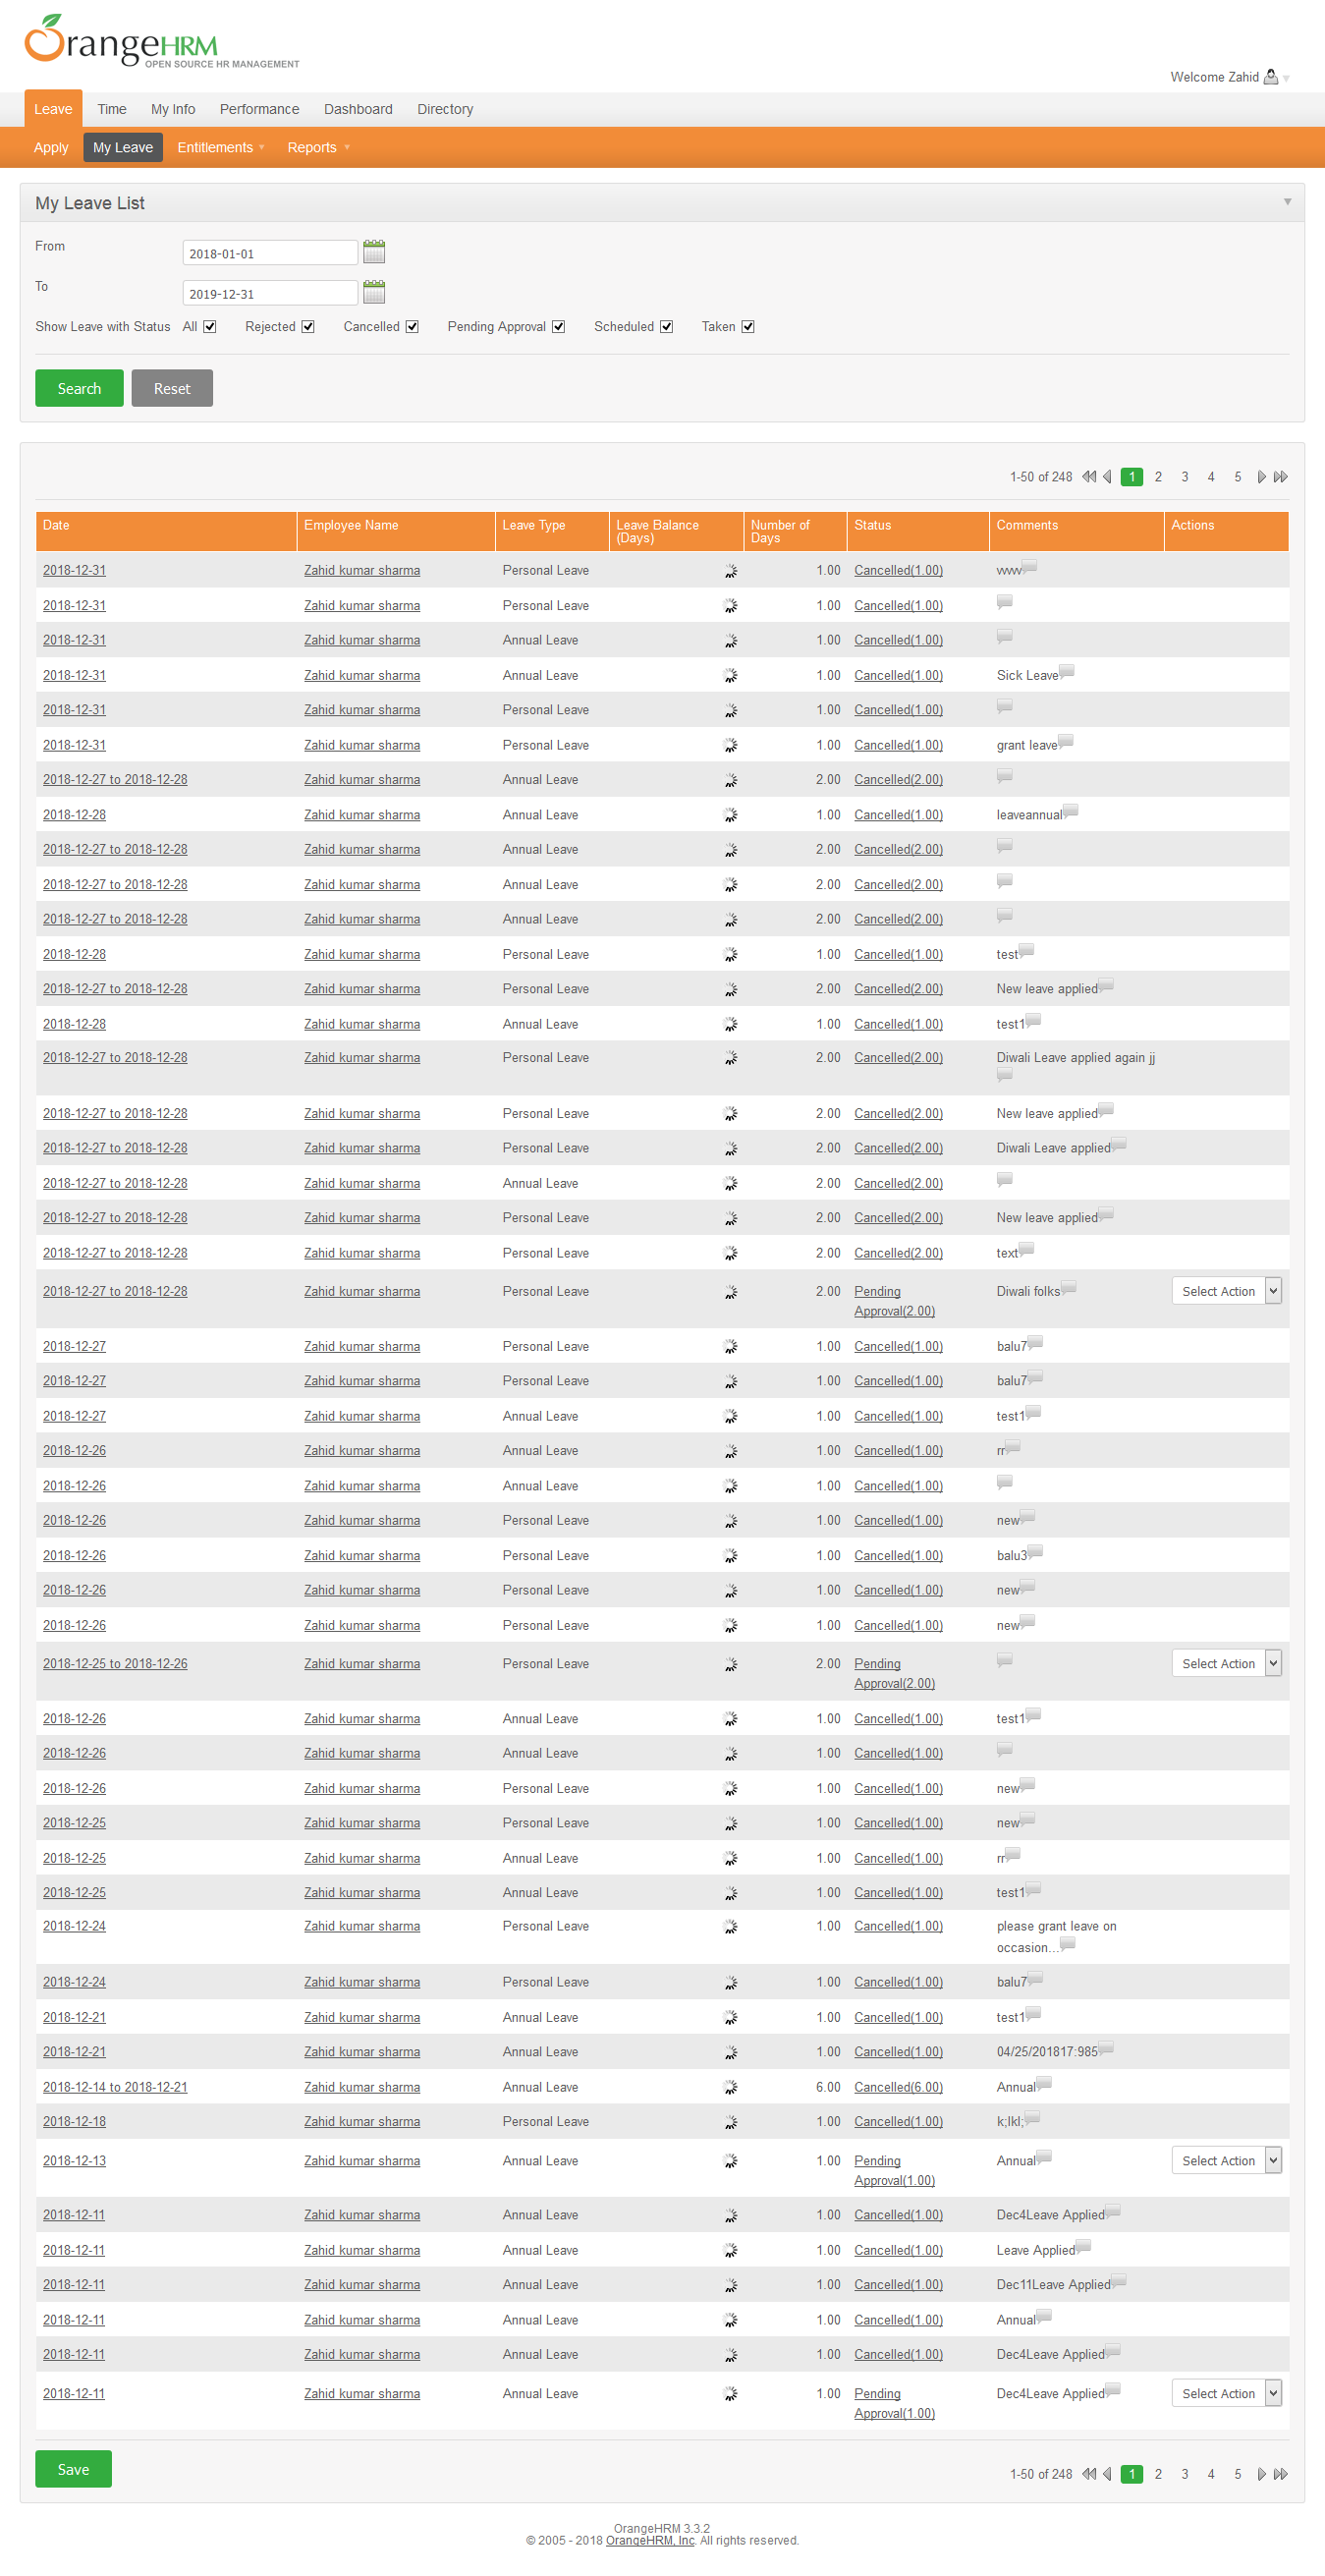 OrangeHRM
OPEN SOURCE HR MANAGEMENT
Welcome Zahid
Leave Time My Info Performance Dashboard Directory
Apply My Leave Entitlements Reports
My Leave List
From 2018-01-01
To 2019-12-31
Show Leave with Status All Rejected Cancelled Pending Approval Scheduled Taken
Search Reset
1-50 of 248 1 2 3 4 5
Date Employee Name Leave Type Leave Balance (Days) Number of Days Status Comments Actions
2018-12-31 Zahid kumar sharma Personal Leave 1.00 Cancelled(1.00) vvvv
2018-12-31 Zahid kumar sharma Personal Leave 1.00 Cancelled(1.00)
2018-12-31 Zahid kumar sharma Annual Leave 1.00 Cancelled(1.00)
2018-12-31 Zahid kumar sharma Annual Leave 1.00 Cancelled(1.00) Sick Leave
2018-12-31 Zahid kumar sharma Personal Leave 1.00 Cancelled(1.00)
2018-12-31 Zahid kumar sharma Personal Leave 1.00 Cancelled(1.00) grant leave
2018-12-27 to 2018-12-28 Zahid kumar sharma Annual Leave 2.00 Cancelled(2.00)
2018-12-28 Zahid kumar sharma Annual Leave 1.00 Cancelled(1.00) leaveannual
2018-12-27 to 2018-12-28 Zahid kumar sharma Annual Leave 2.00 Cancelled(2.00)
2018-12-27 to 2018-12-28 Zahid kumar sharma Annual Leave 2.00 Cancelled(2.00)
2018-12-27 to 2018-12-28 Zahid kumar sharma Annual Leave 2.00 Cancelled(2.00)
2018-12-28 Zahid kumar sharma Personal Leave 1.00 Cancelled(1.00) test
2018-12-27 to 2018-12-28 Zahid kumar sharma Personal Leave 2.00 Cancelled(2.00) New leave applied
2018-12-28 Zahid kumar sharma Annual Leave 1.00 Cancelled(1.00) test1
2018-12-27 to 2018-12-28 Zahid kumar sharma Personal Leave 2.00 Cancelled(2.00) Diwali Leave applied again jj
2018-12-27 to 2018-12-28 Zahid kumar sharma Personal Leave 2.00 Cancelled(2.00) New leave applied
2018-12-27 to 2018-12-28 Zahid kumar sharma Personal Leave 2.00 Cancelled(2.00) Diwali Leave applied
2018-12-27 to 2018-12-28 Zahid kumar sharma Annual Leave 2.00 Cancelled(2.00)
2018-12-27 to 2018-12-28 Zahid kumar sharma Personal Leave 2.00 Cancelled(2.00) New leave applied
2018-12-27 to 2018-12-28 Zahid kumar sharma Personal Leave 2.00 Cancelled(2.00) text
2018-12-27 to 2018-12-28 Zahid kumar sharma Personal Leave 2.00 Pending Approval(2.00) Diwali folks Select Action
2018-12-27 Zahid kumar sharma Personal Leave 1.00 Cancelled(1.00) balu7
2018-12-27 Zahid kumar sharma Personal Leave 1.00 Cancelled(1.00) balu7
2018-12-27 Zahid kumar sharma Annual Leave 1.00 Cancelled(1.00) test1
2018-12-26 Zahid kumar sharma Annual Leave 1.00 Cancelled(1.00) rr
2018-12-26 Zahid kumar sharma Annual Leave 1.00 Cancelled(1.00)
2018-12-26 Zahid kumar sharma Personal Leave 1.00 Cancelled(1.00) new
2018-12-26 Zahid kumar sharma Personal Leave 1.00 Cancelled(1.00) balu3
2018-12-26 Zahid kumar sharma Personal Leave 1.00 Cancelled(1.00) new
2018-12-26 Zahid kumar sharma Personal Leave 1.00 Cancelled(1.00) new
2018-12-25 to 2018-12-26 Zahid kumar sharma Personal Leave 2.00 Pending Approval(2.00) Select Action
2018-12-26 Zahid kumar sharma Annual Leave 1.00 Cancelled(1.00) test1
2018-12-26 Zahid kumar sharma Annual Leave 1.00 Cancelled(1.00)
2018-12-26 Zahid kumar sharma Personal Leave 1.00 Cancelled(1.00) new
2018-12-25 Zahid kumar sharma Personal Leave 1.00 Cancelled(1.00) new
2018-12-25 Zahid kumar sharma Annual Leave 1.00 Cancelled(1.00) rr
2018-12-25 Zahid kumar sharma Annual Leave 1.00 Cancelled(1.00) test1
2018-12-24 Zahid kumar sharma Personal Leave 1.00 Cancelled(1.00) please grant leave on occasion...
2018-12-24 Zahid kumar sharma Personal Leave 1.00 Cancelled(1.00) balu7
2018-12-21 Zahid kumar sharma Annual Leave 1.00 Cancelled(1.00) test1
2018-12-21 Zahid kumar sharma Annual Leave 1.00 Cancelled(1.00) 04/25/201817:985
2018-12-14 to 2018-12-21 Zahid kumar sharma Annual Leave 6.00 Cancelled(6.00) Annual
2018-12-18 Zahid kumar sharma Personal Leave 1.00 Cancelled(1.00) k;lkl;
2018-12-13 Zahid kumar sharma Annual Leave 1.00 Pending Approval(1.00) Annual Select Action
2018-12-11 Zahid kumar sharma Annual Leave 1.00 Cancelled(1.00) Dec4Leave Applied
2018-12-11 Zahid kumar sharma Annual Leave 1.00 Cancelled(1.00) Leave Applied
2018-12-11 Zahid kumar sharma Annual Leave 1.00 Cancelled(1.00) Dec11Leave Applied
2018-12-11 Zahid kumar sharma Annual Leave 1.00 Cancelled(1.00) Annual
2018-12-11 Zahid kumar sharma Annual Leave 1.00 Cancelled(1.00) Dec4Leave Applied
2018-12-11 Zahid kumar sharma Annual Leave 1.00 Pending Approval(1.00) Dec4Leave Applied Select Action
Save
1-50 of 248 1 2 3 4 5
OrangeHRM 3.3.2
© 2005 - 2018 OrangeHRM, Inc. All rights reserved.